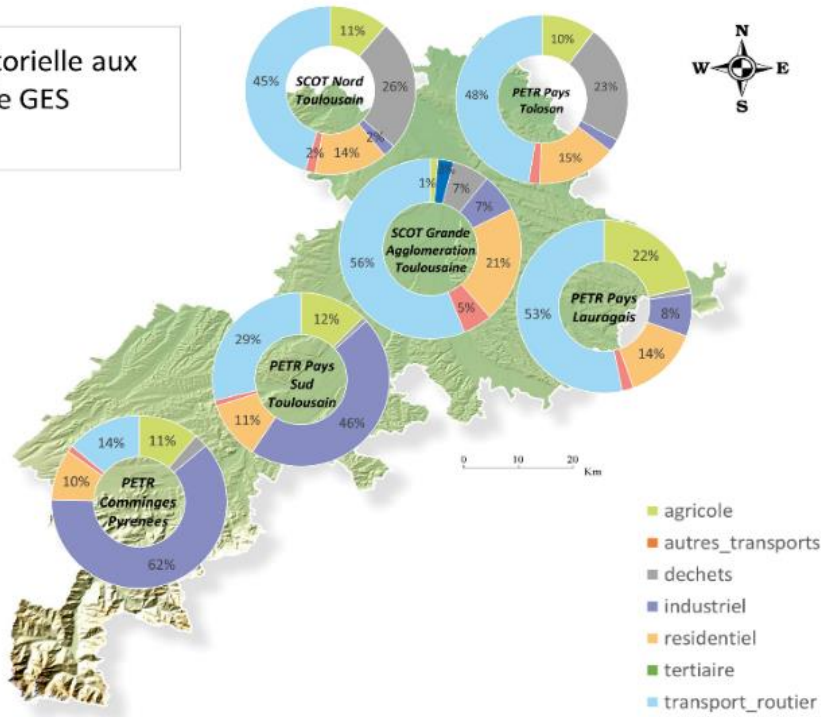 torielle aux
e GES
N
W E
S
11%
45%
SCOT Nord
Toulousain
26%
2%
2%
14%
10%
48%
PETR Pays
Tolosan
23%
15%
1%
7%
7%
56%
SCOT Grande
Agglomeration
Toulousaine
21%
5%
22%
53%
PETR Pays
Lauragais
8%
14%
12%
29%
PETR Pays
Sud
Toulousain
11%
46%
14%
11%
10%
PETR
Comminges
Pyrenees
62%
0 10 20
Km
agricole
autres_transports
dechets
industriel
residentiel
tertiaire
transport_routier